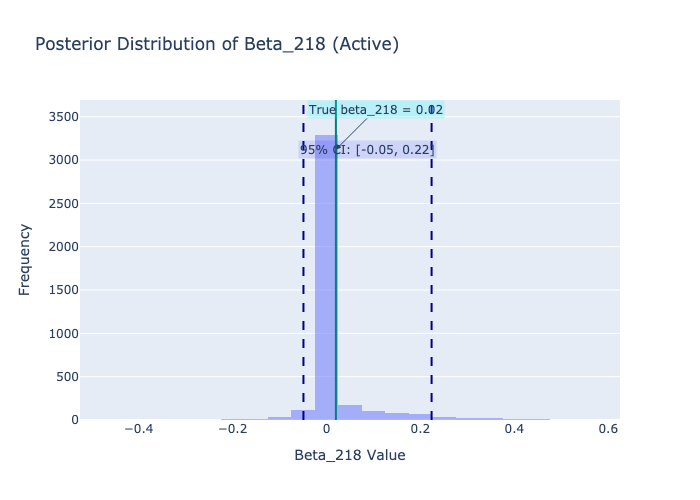 Posterior Distribution of Beta_218 (Active)
True beta_218 = 0.02
95% CI: [-0.05, 0.22]
3500
3000
2500
2000
1500
1000
500
0
Frequency
−0.4
−0.2
0
0.2
0.4
0.6
Beta_218 Value